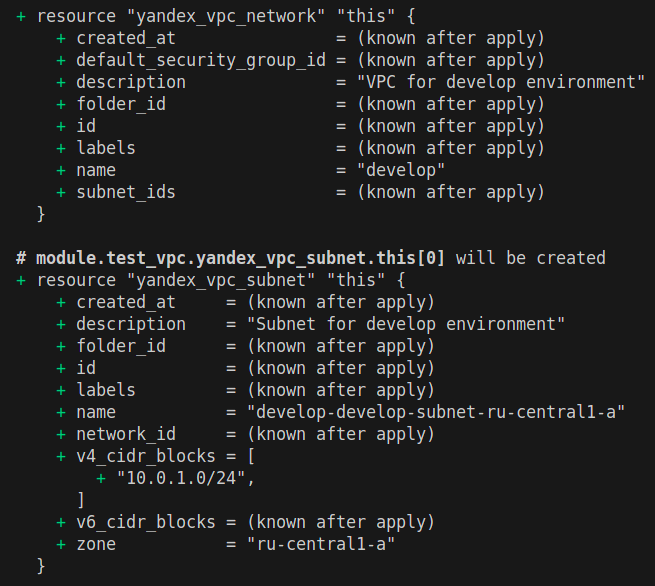 + resource "yandex_vpc_network" "this" {
    + created_at                = (known after apply)
    + default_security_group_id = (known after apply)
    + description               = "VPC for develop environment"
    + folder_id                 = (known after apply)
    + id                        = (known after apply)
    + labels                    = (known after apply)
    + name                      = "develop"
    + subnet_ids                = (known after apply)
  }
# module.test_vpc.yandex_vpc_subnet.this[0] will be created
+ resource "yandex_vpc_subnet" "this" {
    + created_at     = (known after apply)
    + description    = "Subnet for develop environment"
    + folder_id      = (known after apply)
    + id             = (known after apply)
    + labels         = (known after apply)
    + name           = "develop-develop-subnet-ru-central1-a"
    + network_id     = (known after apply)
    + v4_cidr_blocks = [
        + "10.0.1.0/24",
      ]
    + v6_cidr_blocks = (known after apply)
    + zone           = "ru-central1-a"
  }